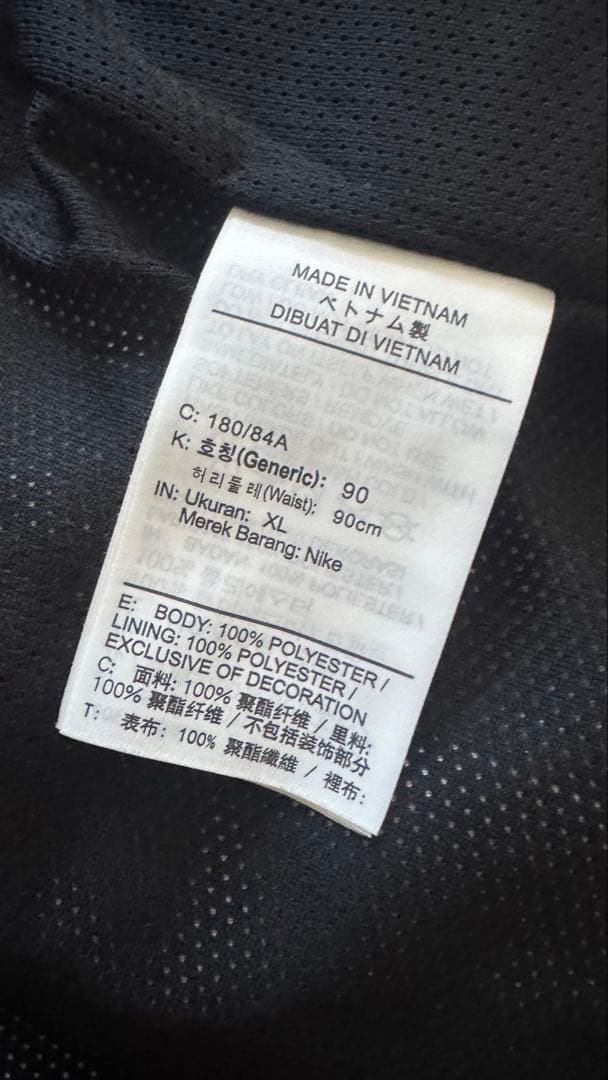 MADE IN VIETNAM
ベトナム製
DIBUAT DI VIETNAM
C: 180/84A
K: 호칭(Generic): 90
허리둘레(Waist): 90cm
IN: Ukuran: XL
Merek Barang: Nike
E: BODY: 100% POLYESTER /
LINING: 100% POLYESTER /
EXCLUSIVE OF DECORATION
C: 面料: 100% 聚酯纤维 / 里料:
100% 聚酯纤维 / 不包括装饰部分
T: 表布: 100% 聚酯纖維 / 裡布: